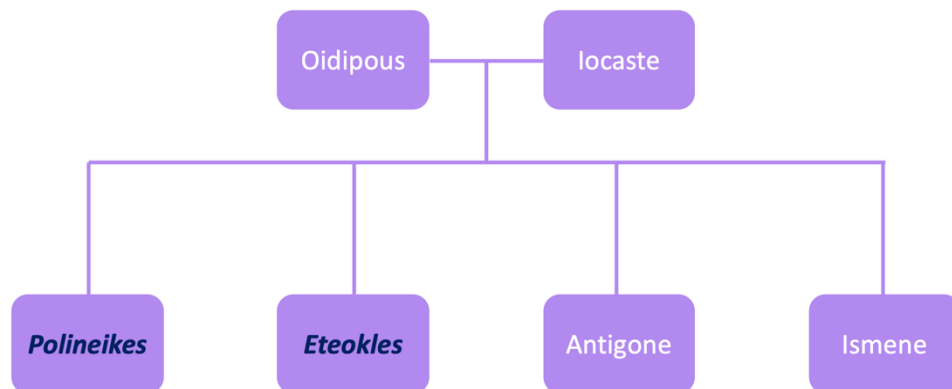 Oidipous
Iocaste
Polineikes
Eteokles
Antigone
Ismene